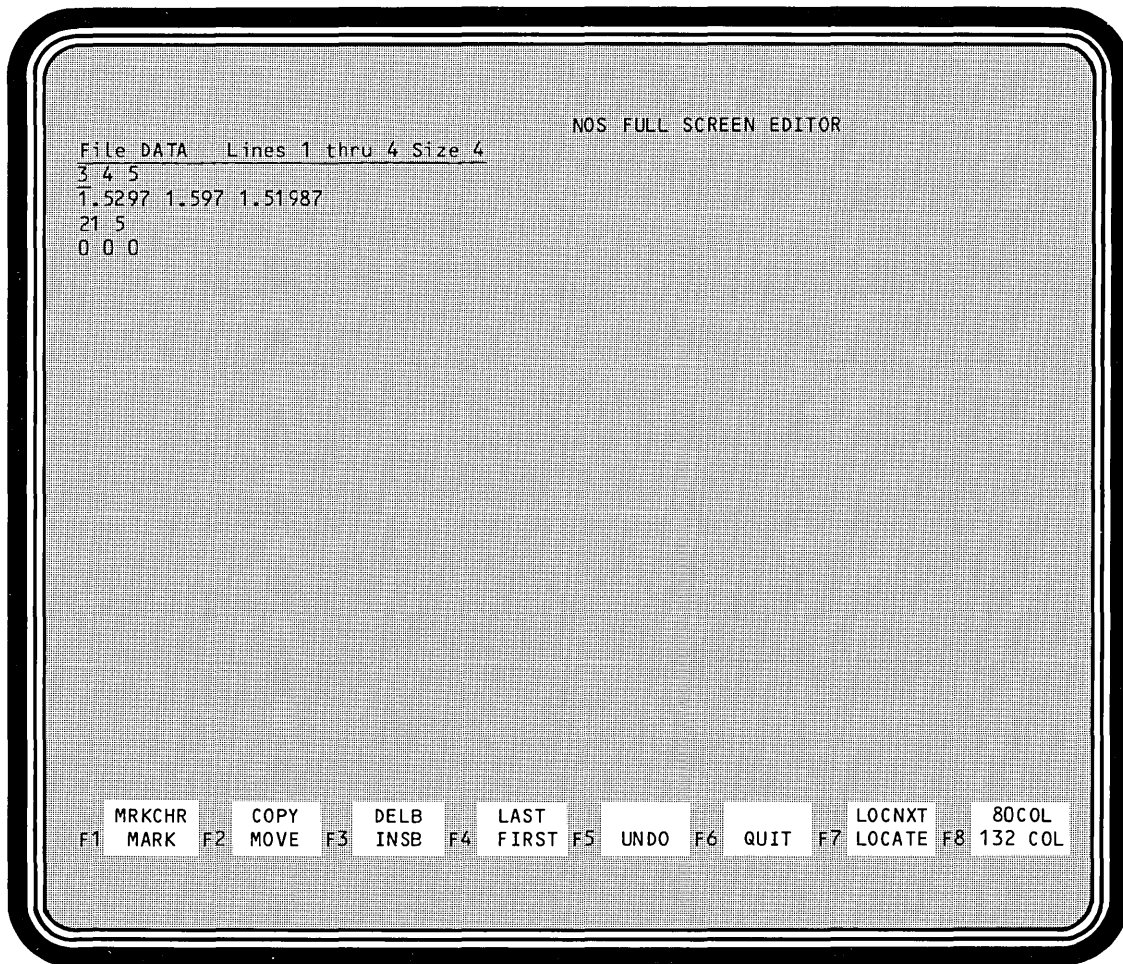 NOS FULL SCREEN EDITOR
File DATA Lines 1 thru 4 Size 4
3 4 5
1.5297 1.597 1.51987
21 5
0 0 0
MRKCHR COPY DELB LAST LOCNXT 80COL
F1 MARK F2 MOVE F3 INSB F4 FIRST F5 UNDO F6 QUIT F7 LOCATE F8 132 COL